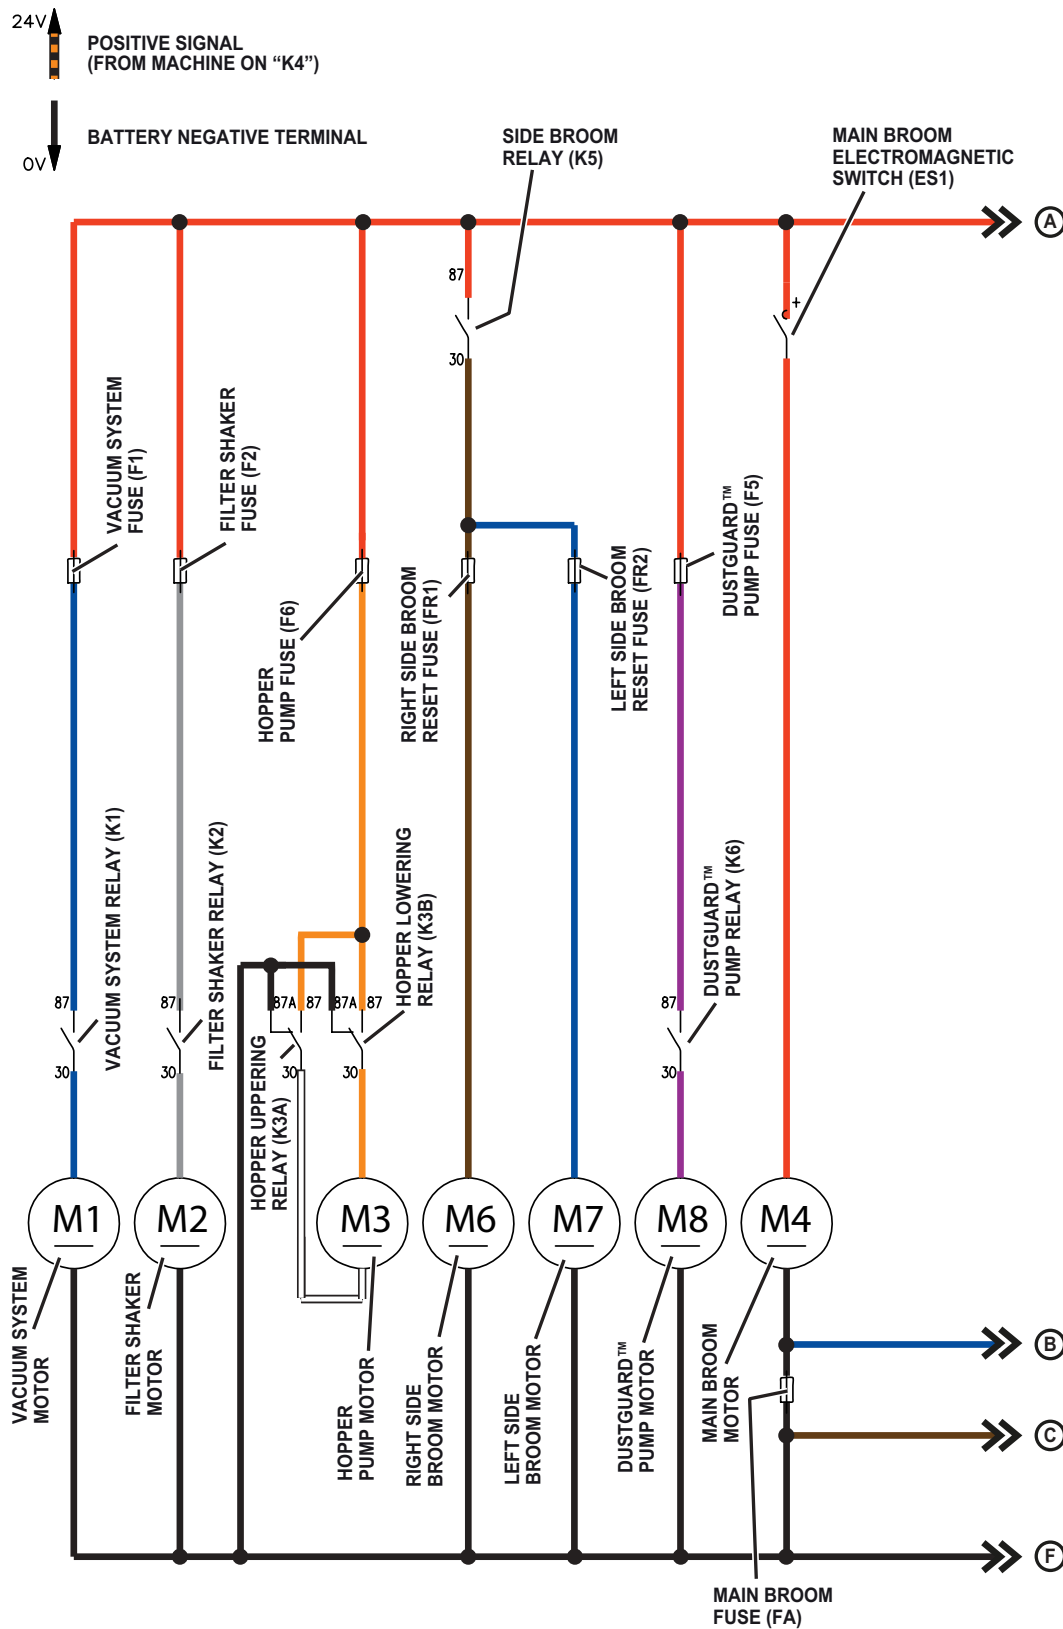 24V
POSITIVE SIGNAL
(FROM MACHINE ON “K4”)
BATTERY NEGATIVE TERMINAL
0V
SIDE BROOM
RELAY (K5)
MAIN BROOM
ELECTROMAGNETIC
SWITCH (ES1)
A
87
30
+
VACUUM SYSTEM
FUSE (F1)
FILTER SHAKER
FUSE (F2)
HOPPER
PUMP FUSE (F6)
RIGHT SIDE BROOM
RESET FUSE (FR1)
LEFT SIDE BROOM
RESET FUSE (FR2)
DUSTGUARD™
PUMP FUSE (F5)
VACUUM SYSTEM RELAY (K1)
FILTER SHAKER RELAY (K2)
HOPPER UPPERING
RELAY (K3A)
HOPPER LOWERING
RELAY (K3B)
DUSTGUARD™
PUMP RELAY (K6)
87
87
87A
87
87A
87
87
30
30
30
30
30
M1
M2
M3
M6
M7
M8
M4
VACUUM SYSTEM
MOTOR
FILTER SHAKER
MOTOR
HOPPER
PUMP MOTOR
RIGHT SIDE
BROOM MOTOR
LEFT SIDE
BROOM MOTOR
DUSTGUARD™
PUMP MOTOR
MAIN BROOM
MOTOR
B
C
F
MAIN BROOM
FUSE (FA)